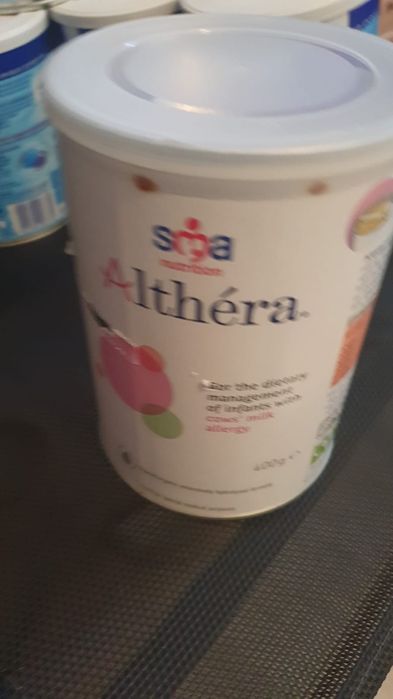 sma
nutrition
Althéra
For the dietary
management
of infants with
cows' milk
allergy
400g e